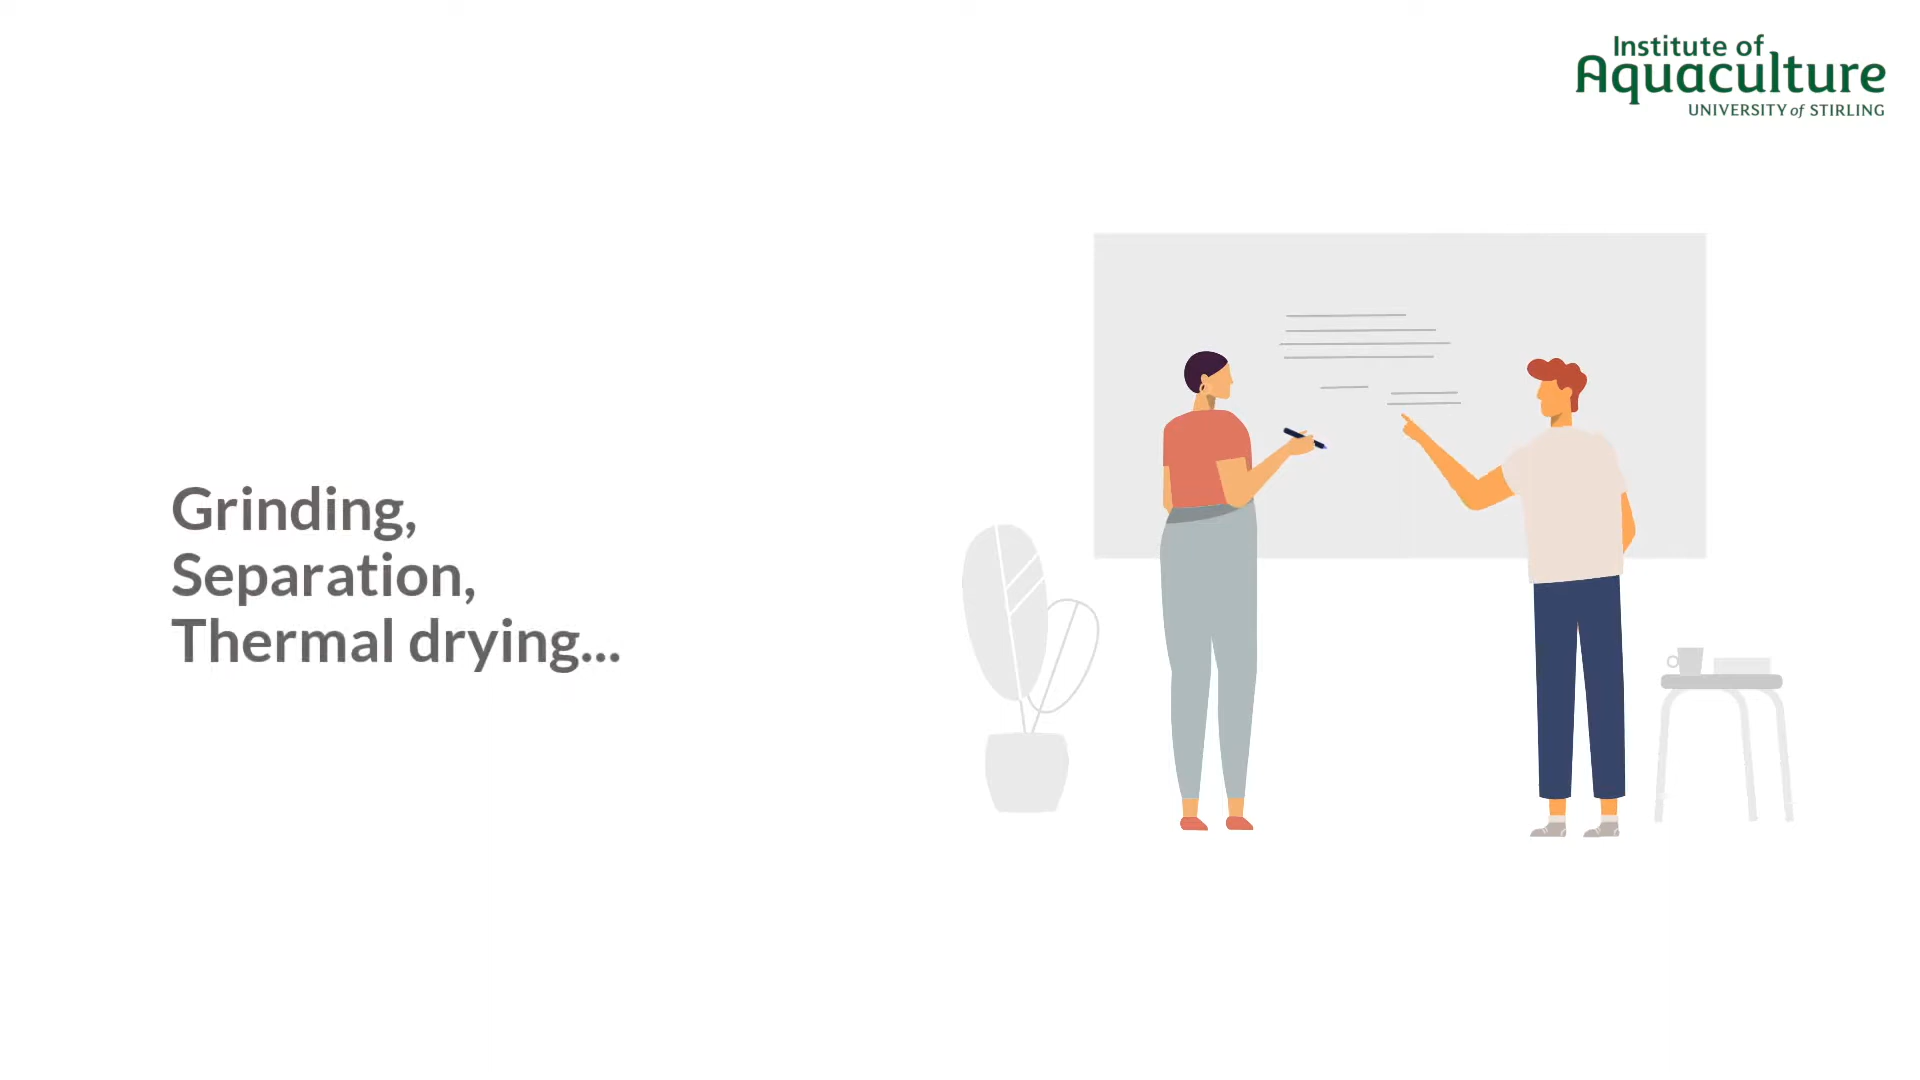 Institute of
Aquaculture
UNIVERSITY of STIRLING
Grinding,
Separation,
Thermal drying...